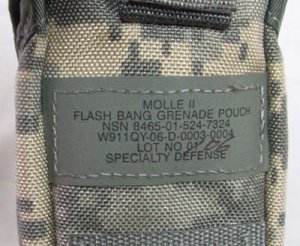 MOLLE II
FLASH BANG GRENADE POUCH
NSN 8465-01-524-7324
W911QY-06-D-0003-0004
LOT NO 06
SPECIALTY DEFENSE